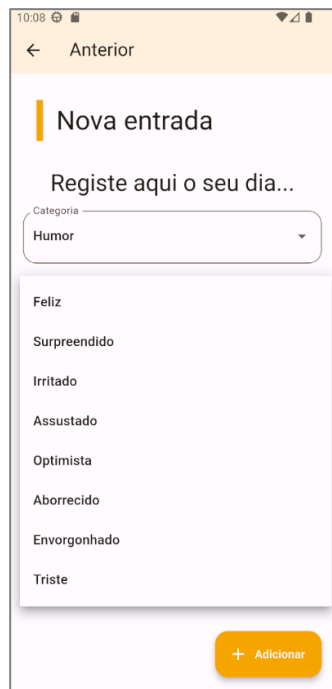 10:08
Anterior
Nova entrada
Registe aqui o seu dia...
Categoria
Humor
Feliz
Surpreendido
Irritado
Assustado
Optimista
Aborrecido
Envorgonhado
Triste
+ Adicionar